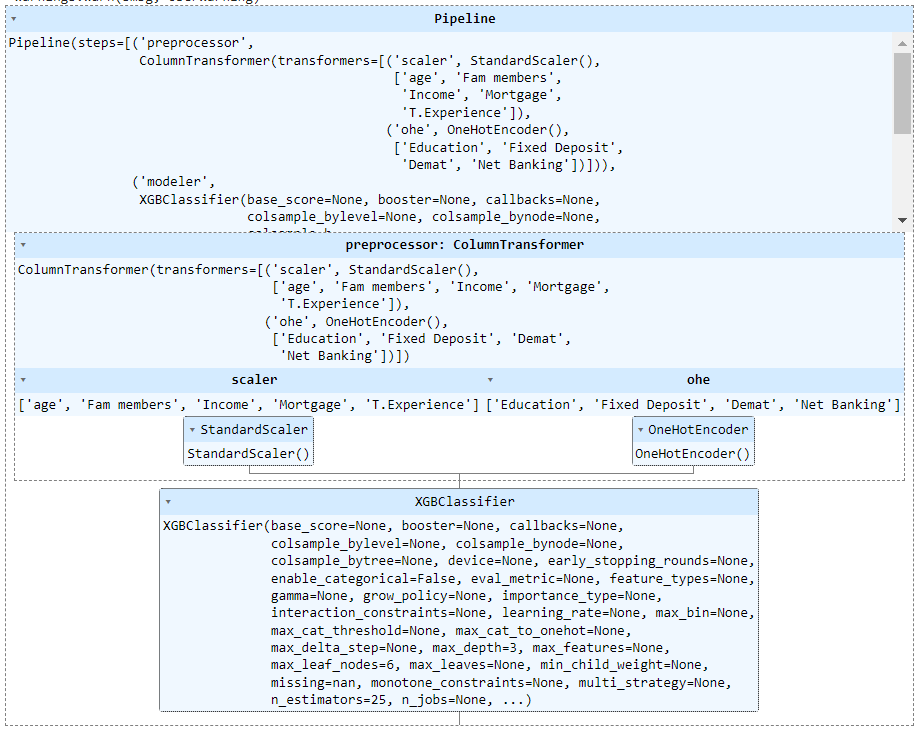 Pipeline
Pipeline(steps=[('preprocessor',
ColumnTransformer(transformers=[('scaler', StandardScaler(),
['age', 'Fam members',
'Income', 'Mortgage',
'T.Experience']),
('ohe', OneHotEncoder(),
['Education', 'Fixed Deposit',
'Demat', 'Net Banking'])])),
('modeler',
XGBClassifier(base_score=None, booster=None, callbacks=None,
colsample_bylevel=None, colsample_bynode=None,
preprocessor: ColumnTransformer
ColumnTransformer(transformers=[('scaler', StandardScaler(),
['age', 'Fam members', 'Income', 'Mortgage',
'T.Experience']),
('ohe', OneHotEncoder(),
['Education', 'Fixed Deposit', 'Demat',
'Net Banking'])])
scaler
ohe
['age', 'Fam members', 'Income', 'Mortgage', 'T.Experience']
['Education', 'Fixed Deposit', 'Demat', 'Net Banking']
StandardScaler
StandardScaler()
OneHotEncoder
OneHotEncoder()
XGBClassifier
XGBClassifier(base_score=None, booster=None, callbacks=None,
colsample_bylevel=None, colsample_bynode=None,
colsample_bytree=None, device=None, early_stopping_rounds=None,
enable_categorical=False, eval_metric=None, feature_types=None,
gamma=None, grow_policy=None, importance_type=None,
interaction_constraints=None, learning_rate=None, max_bin=None,
max_cat_threshold=None, max_cat_to_onehot=None,
max_delta_step=None, max_depth=3, max_features=None,
max_leaf_nodes=6, max_leaves=None, min_child_weight=None,
missing=nan, monotone_constraints=None, multi_strategy=None,
n_estimators=25, n_jobs=None, ...)